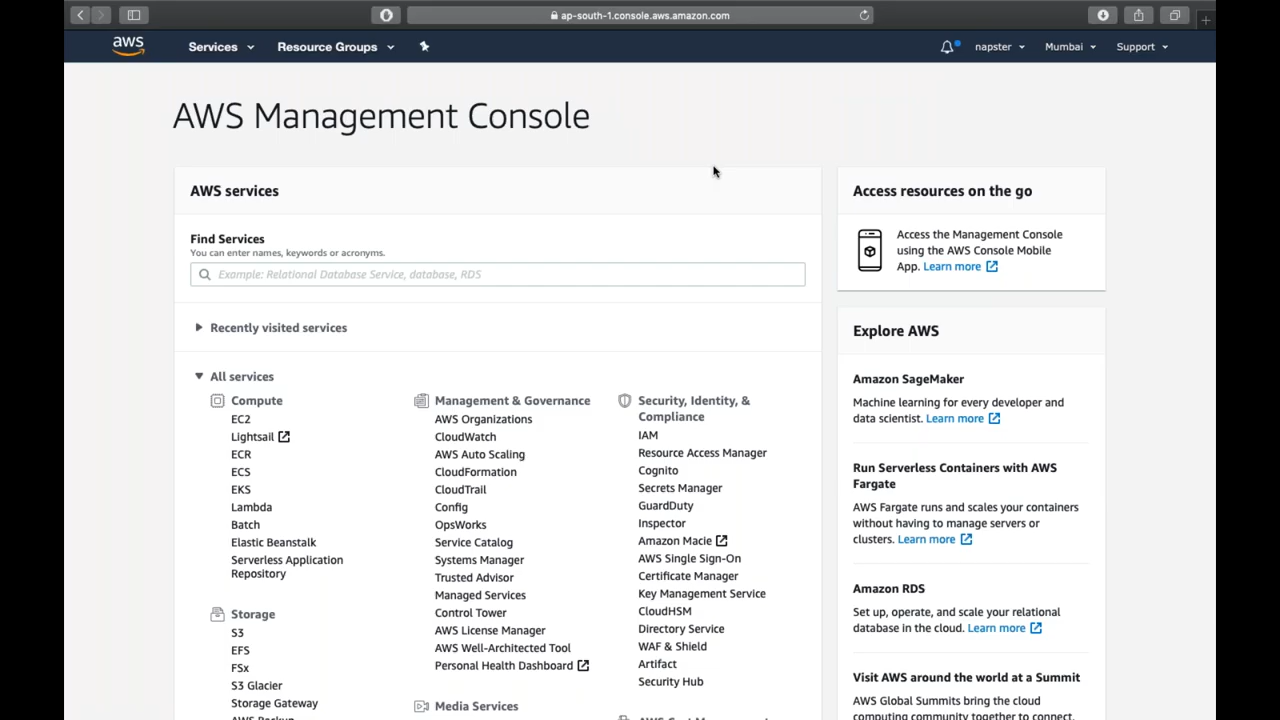 ap-south-1.console.aws.amazon.com
aws
Services
Resource Groups
napster
Mumbai
Support
AWS Management Console
AWS services
Find Services
You can enter names, keywords or acronyms.
Example: Relational Database Service, database, RDS
Recently visited services
All services
Compute
EC2
Lightsail
ECR
ECS
EKS
Lambda
Batch
Elastic Beanstalk
Serverless Application
Repository
Storage
S3
EFS
FSx
S3 Glacier
Storage Gateway
AWS Backup
Management & Governance
AWS Organizations
CloudWatch
AWS Auto Scaling
CloudFormation
CloudTrail
Config
OpsWorks
Service Catalog
Systems Manager
Trusted Advisor
Managed Services
Control Tower
AWS License Manager
AWS Well-Architected Tool
Personal Health Dashboard
Media Services
Security, Identity, &
Compliance
IAM
Resource Access Manager
Cognito
Secrets Manager
GuardDuty
Inspector
Amazon Macie
AWS Single Sign-On
Certificate Manager
Key Management Service
CloudHSM
Directory Service
WAF & Shield
Artifact
Security Hub
AWS Cost Management
Access resources on the go
Access the Management Console
using the AWS Console Mobile
App. Learn more
Explore AWS
Amazon SageMaker
Machine learning for every developer and
data scientist. Learn more
Run Serverless Containers with AWS
Fargate
AWS Fargate runs and scales your containers
without having to manage servers or
clusters. Learn more
Amazon RDS
Set up, operate, and scale your relational
database in the cloud. Learn more
Visit AWS around the world at a Summit
AWS Global Summits bring the cloud
computing community together to connect,